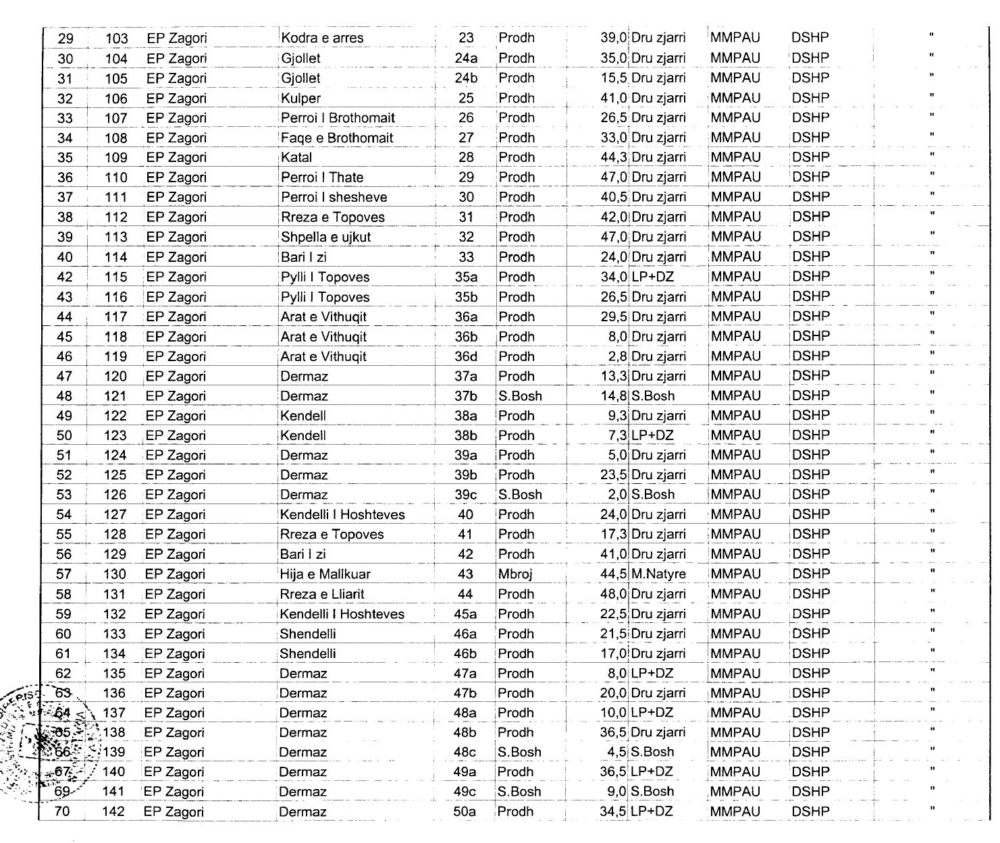 29 103 EP Zagori Kodra e arres 23 Prodh 39,0 Dru zjarri MMPAU DSHP "
30 104 EP Zagori Gjollet 24a Prodh 35,0 Dru zjarri MMPAU DSHP "
31 105 EP Zagori Gjollet 24b Prodh 15,5 Dru zjarri MMPAU DSHP "
32 106 EP Zagori Kulper 25 Prodh 41,0 Dru zjarri MMPAU DSHP "
33 107 EP Zagori Perroi I Brothomait 26 Prodh 26,5 Dru zjarri MMPAU DSHP "
34 108 EP Zagori Faqe e Brothomait 27 Prodh 33,0 Dru zjarri MMPAU DSHP "
35 109 EP Zagori Katal 28 Prodh 44,3 Dru zjarri MMPAU DSHP "
36 110 EP Zagori Perroi I Thate 29 Prodh 47,0 Dru zjarri MMPAU DSHP "
37 111 EP Zagori Perroi I shesheve 30 Prodh 40,5 Dru zjarri MMPAU DSHP "
38 112 EP Zagori Rreza e Topoves 31 Prodh 42,0 Dru zjarri MMPAU DSHP "
39 113 EP Zagori Shpella e ujkut 32 Prodh 47,0 Dru zjarri MMPAU DSHP "
40 114 EP Zagori Bari I zi 33 Prodh 24,0 Dru zjarri MMPAU DSHP "
42 115 EP Zagori Pylli I Topoves 35a Prodh 34,0 LP+DZ MMPAU DSHP "
43 116 EP Zagori Pylli I Topoves 35b Prodh 26,5 Dru zjarri MMPAU DSHP "
44 117 EP Zagori Arat e Vithuqit 36a Prodh 29,5 Dru zjarri MMPAU DSHP "
45 118 EP Zagori Arat e Vithuqit 36b Prodh 8,0 Dru zjarri MMPAU DSHP "
46 119 EP Zagori Arat e Vithuqit 36d Prodh 2,8 Dru zjarri MMPAU DSHP "
47 120 EP Zagori Dermaz 37a Prodh 13,3 Dru zjarri MMPAU DSHP "
48 121 EP Zagori Dermaz 37b S.Bosh 14,8 S.Bosh MMPAU DSHP "
49 122 EP Zagori Kendell 38a Prodh 9,3 Dru zjarri MMPAU DSHP "
50 123 EP Zagori Kendell 38b Prodh 7,3 LP+DZ MMPAU DSHP "
51 124 EP Zagori Dermaz 39a Prodh 5,0 Dru zjarri MMPAU DSHP "
52 125 EP Zagori Dermaz 39b Prodh 23,5 Dru zjarri MMPAU DSHP "
53 126 EP Zagori Dermaz 39c S.Bosh 2,0 S.Bosh MMPAU DSHP "
54 127 EP Zagori Kendelli I Hoshteves 40 Prodh 24,0 Dru zjarri MMPAU DSHP "
55 128 EP Zagori Rreza e Topoves 41 Prodh 17,3 Dru zjarri MMPAU DSHP "
56 129 EP Zagori Bari I zi 42 Prodh 41,0 Dru zjarri MMPAU DSHP "
57 130 EP Zagori Hija e Mallkuar 43 Mbroj 44,5 M.Natyre MMPAU DSHP "
58 131 EP Zagori Rreza e Lliarit 44 Prodh 48,0 Dru zjarri MMPAU DSHP "
59 132 EP Zagori Kendelli I Hoshteves 45a Prodh 22,5 Dru zjarri MMPAU DSHP "
60 133 EP Zagori Shendelli 46a Prodh 21,5 Dru zjarri MMPAU DSHP "
61 134 EP Zagori Shendelli 46b Prodh 17,0 Dru zjarri MMPAU DSHP "
62 135 EP Zagori Dermaz 47a Prodh 8,0 LP+DZ MMPAU DSHP "
63 136 EP Zagori Dermaz 47b Prodh 20,0 Dru zjarri MMPAU DSHP "
64 137 EP Zagori Dermaz 48a Prodh 10,0 LP+DZ MMPAU DSHP "
65 138 EP Zagori Dermaz 48b Prodh 36,5 Dru zjarri MMPAU DSHP "
66 139 EP Zagori Dermaz 48c S.Bosh 4,5 S.Bosh MMPAU DSHP "
67 140 EP Zagori Dermaz 49a Prodh 36,5 LP+DZ MMPAU DSHP "
69 141 EP Zagori Dermaz 49c S.Bosh 9,0 S.Bosh MMPAU DSHP "
70 142 EP Zagori Dermaz 50a Prodh 34,5 LP+DZ MMPAU DSHP "